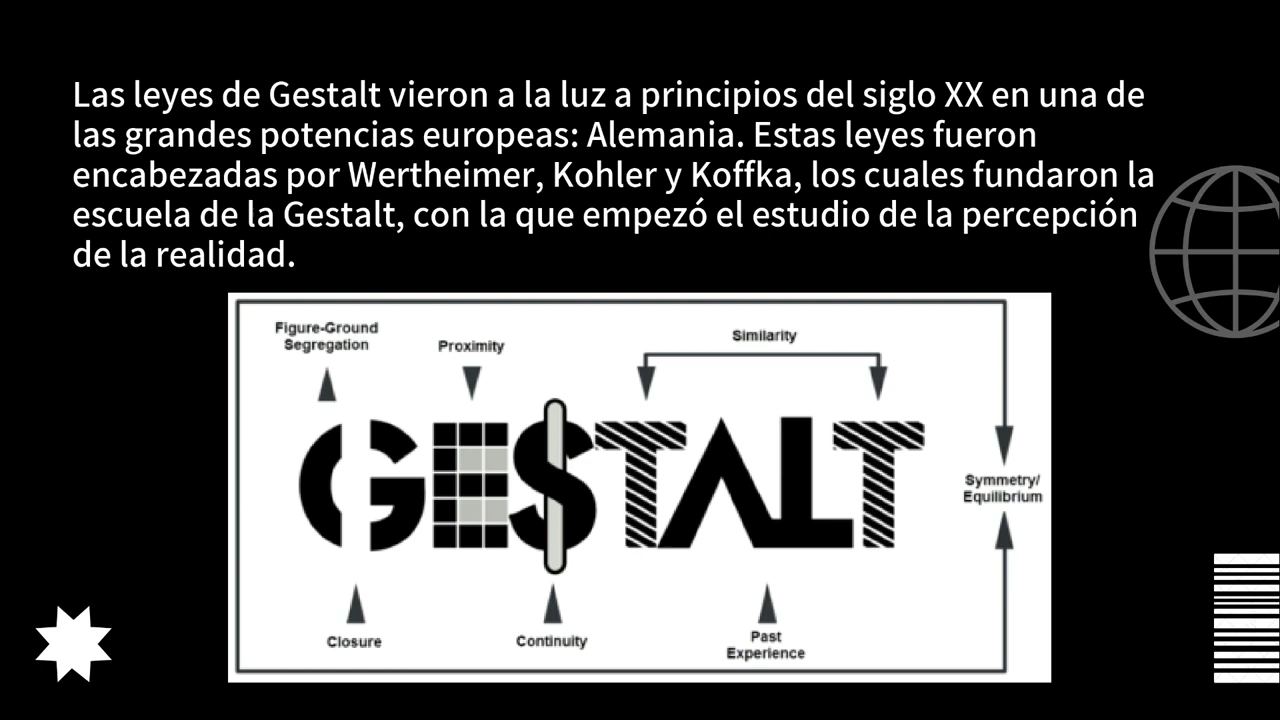 Las leyes de Gestalt vieron a la luz a principios del siglo XX en una de
las grandes potencias europeas: Alemania. Estas leyes fueron
encabezadas por Wertheimer, Kohler y Koffka, los cuales fundaron la
escuela de la Gestalt, con la que empezó el estudio de la percepción
de la realidad.
Figure-Ground
Segregation
Proximity
Similarity
GESTALT
Symmetry/
Equilibrium
Closure
Continuity
Past
Experience